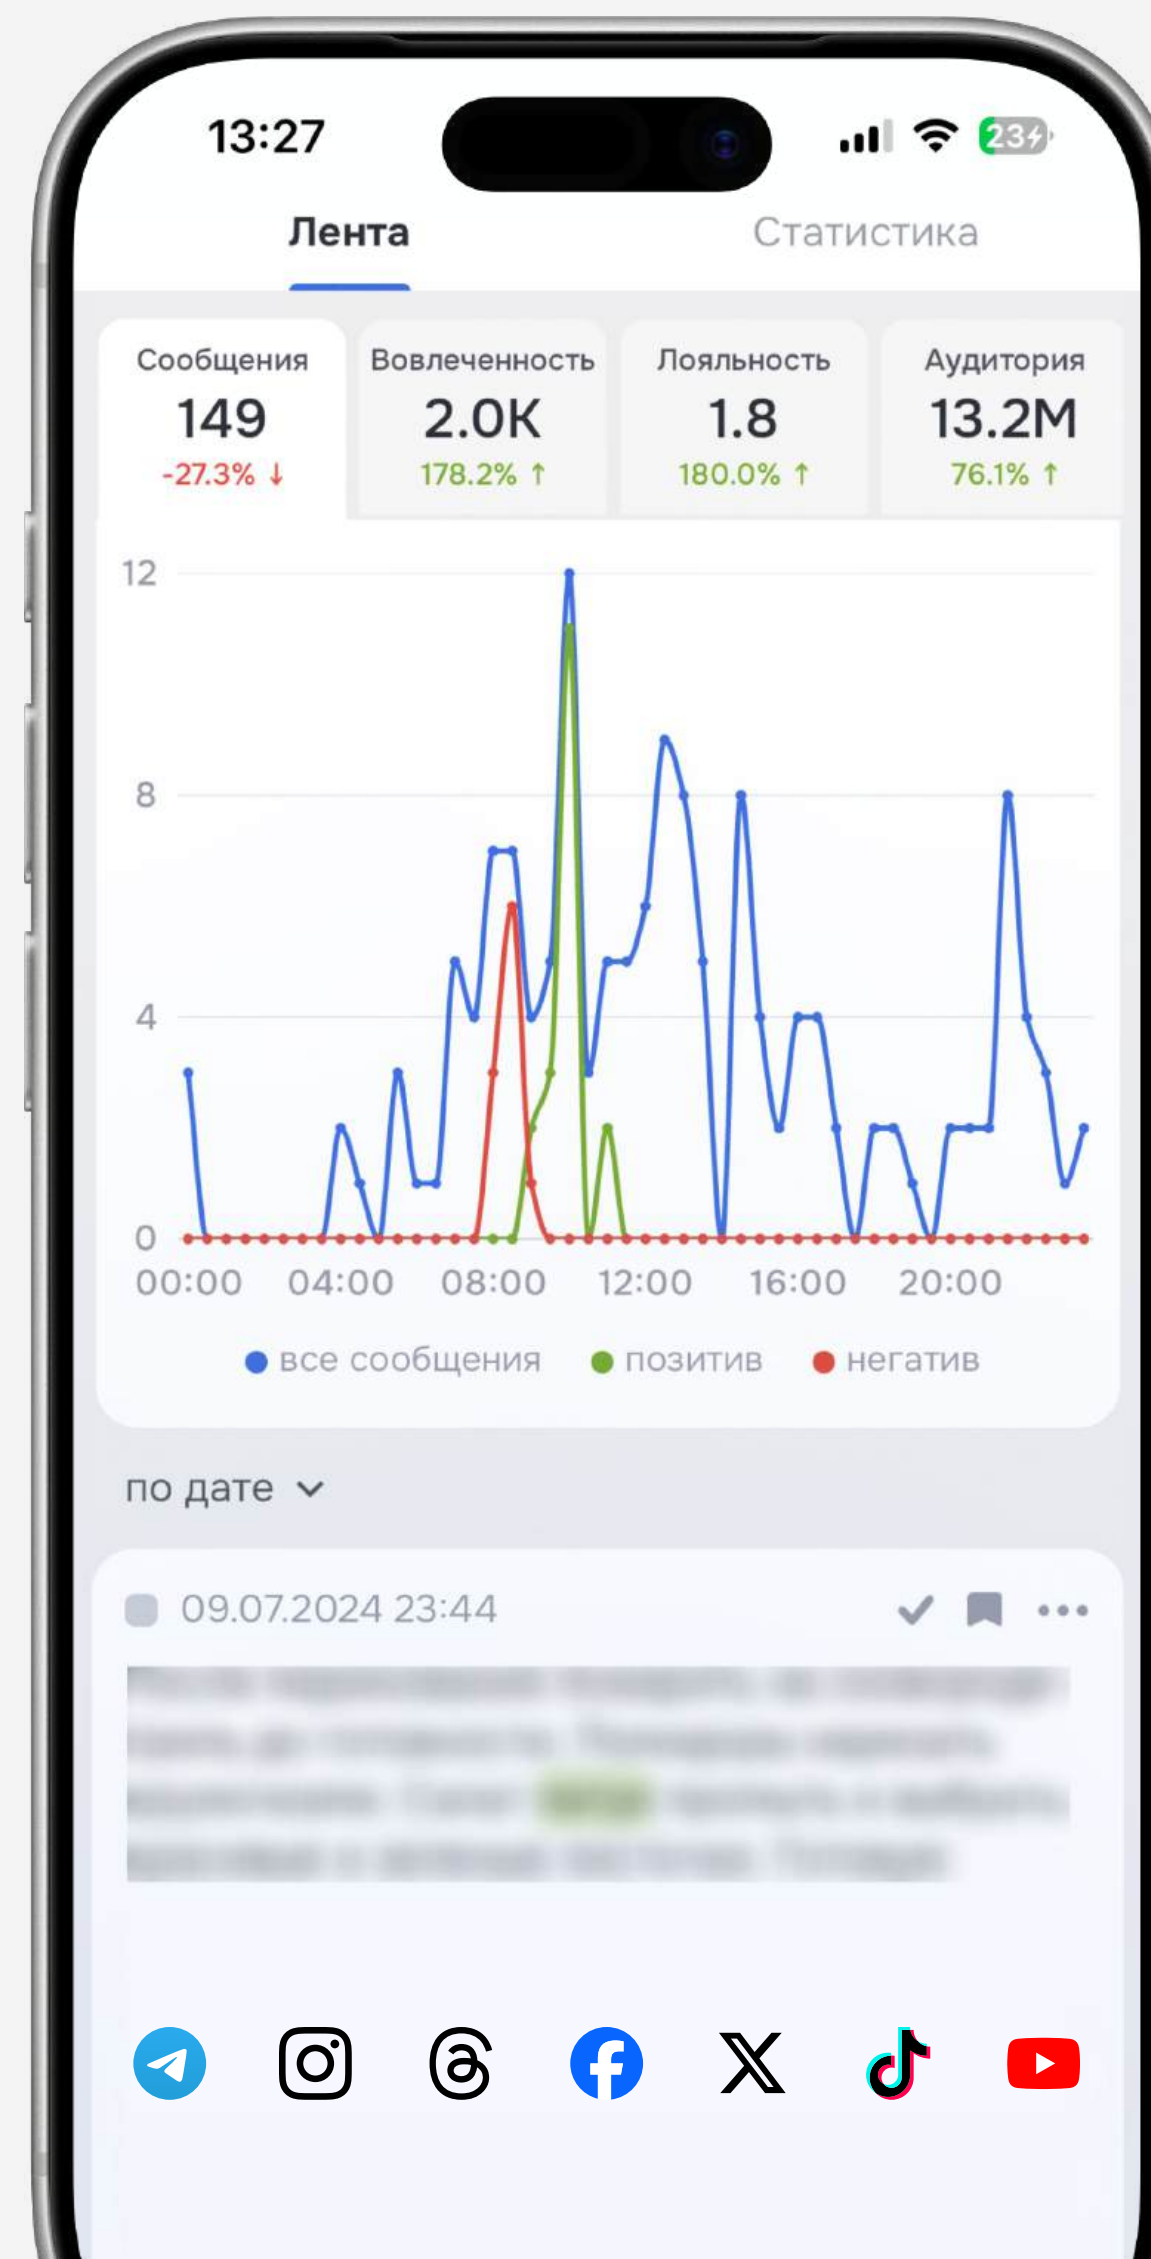 13:27
23
Лента Статистика
Сообщения Вовлеченность Лояльность Аудитория
149 2.0K 1.8 13.2M
-27.3% ↓ 178.2% ↑ 180.0% ↑ 76.1% ↑
12
8
4
0
00:00 04:00 08:00 12:00 16:00 20:00
все сообщения позитив негатив
по дате
09.07.2024 23:44